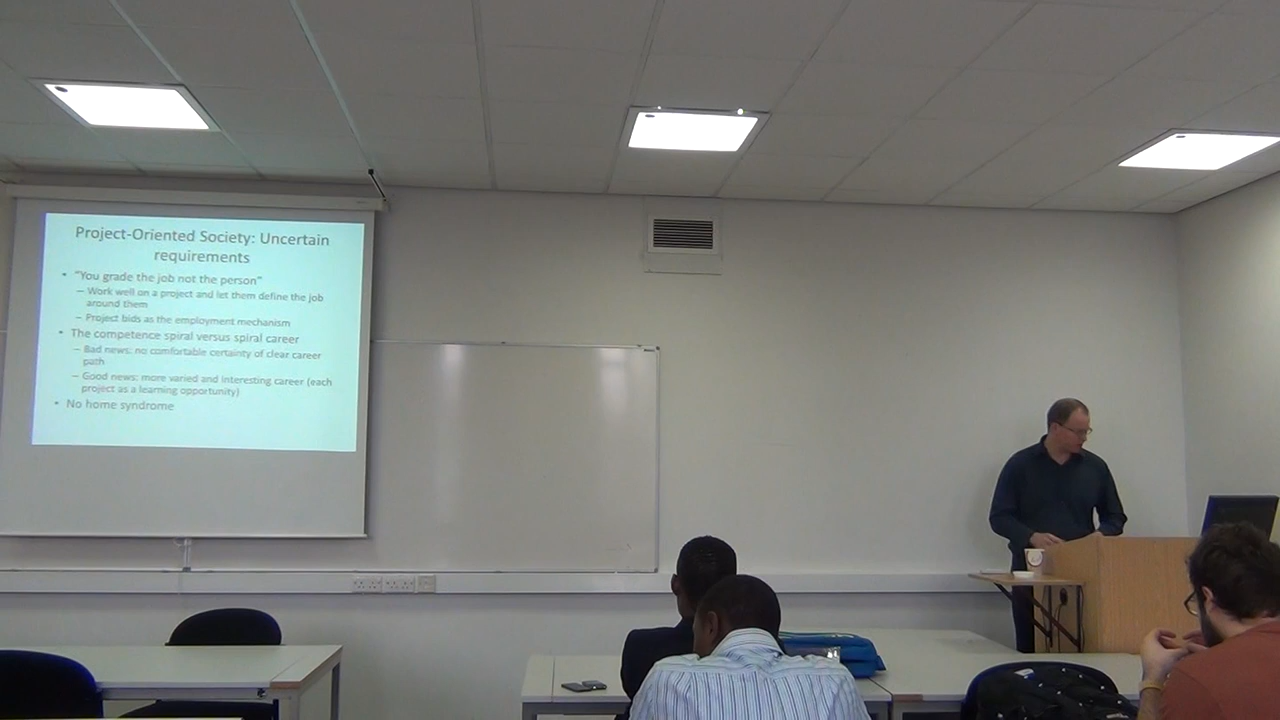 Project-Oriented Society: Uncertain
requirements
• "You grade the job not the person"
– Work well on a project and let them define the job
around them
– Project bids as the employment mechanism
• The competence spiral versus spiral career
– Bad news: no comfortable certainty of clear career
path
– Good news: more varied and interesting career (each
project as a learning opportunity)
• No home syndrome